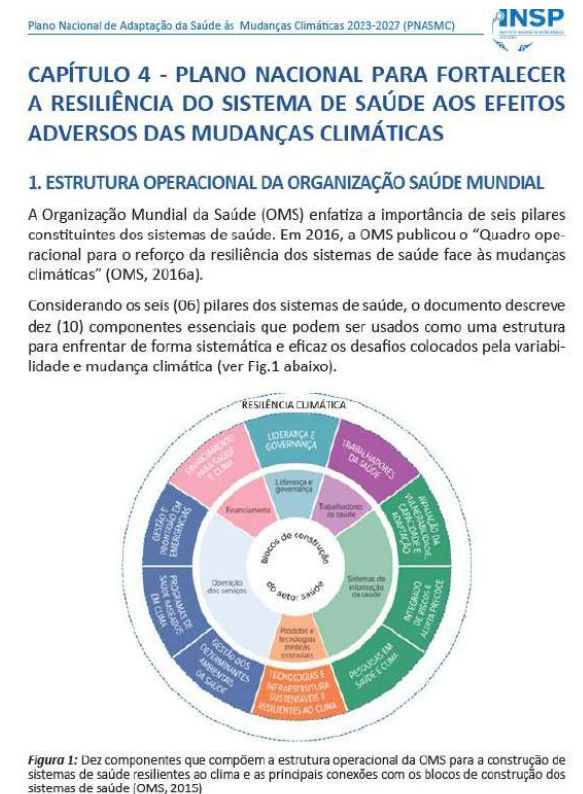 Plano Nacional de Adaptação da Saúde às Mudanças Climáticas 2023-2027 (PNASMC)
INSP
CAPÍTULO 4 - PLANO NACIONAL PARA FORTALECER
A RESILIÊNCIA DO SISTEMA DE SAÚDE AOS EFEITOS
ADVERSOS DAS MUDANÇAS CLIMÁTICAS
1. ESTRUTURA OPERACIONAL DA ORGANIZAÇÃO SAÚDE MUNDIAL
A Organização Mundial da Saúde (OMS) enfatiza a importância de seis pilares
constituintes dos sistemas de saúde. Em 2016, a OMS publicou o “Quadro ope-
racional para o reforço da resiliência dos sistemas de saúde face às mudanças
climáticas” (OMS, 2016a).
Considerando os seis (06) pilares dos sistemas de saúde, o documento descreve
dez (10) componentes essenciais que podem ser usados como uma estrutura
para enfrentar de forma sistemática e eficaz os desafios colocados pela variabi-
lidade e mudança climática (ver Fig.1 abaixo).
RESILÊNCIA CLIMÁTICA
LIDERANÇA E
GOVERNANÇA
TRABALHADORES
DA SAÚDE
AVALIAÇÃO DA
VULNERABILIDADE,
CAPACIDADE E
ADAPTAÇÃO
INTEGRADO
DE RISCOS E
ALERTA PRECOCE
PESQUISAS EM
SAÚDE E CLIMA
TECNOLOGIAS E
INFRAESTRUTURA
SUSTENTÁVEIS E
RESILIENTES AO CLIMA
GESTÃO DOS
DETERMINANTES
AMBIENTAIS
DA SAÚDE
PROGRAMAS DE
SAÚDE BASEADOS
EM CLIMA
GESTÃO E
PRONTIDÃO EM
EMERGÊNCIAS
FINANCIAMENTO
PARA SAÚDE
E CLIMA
Liderança e
governança
Trabalhadores
da saúde
Sistemas de
informação
da saúde
Produtos e
tecnologias
médicas
essenciais
Operação
dos serviços
Financiamento
Blocos de construção
do setor saúde
Figura 1: Dez componentes que compõem a estrutura operacional da OMS para a construção de
sistemas de saúde resilientes ao clima e as principais conexões com os blocos de construção dos
sistemas de saúde (OMS, 2015)